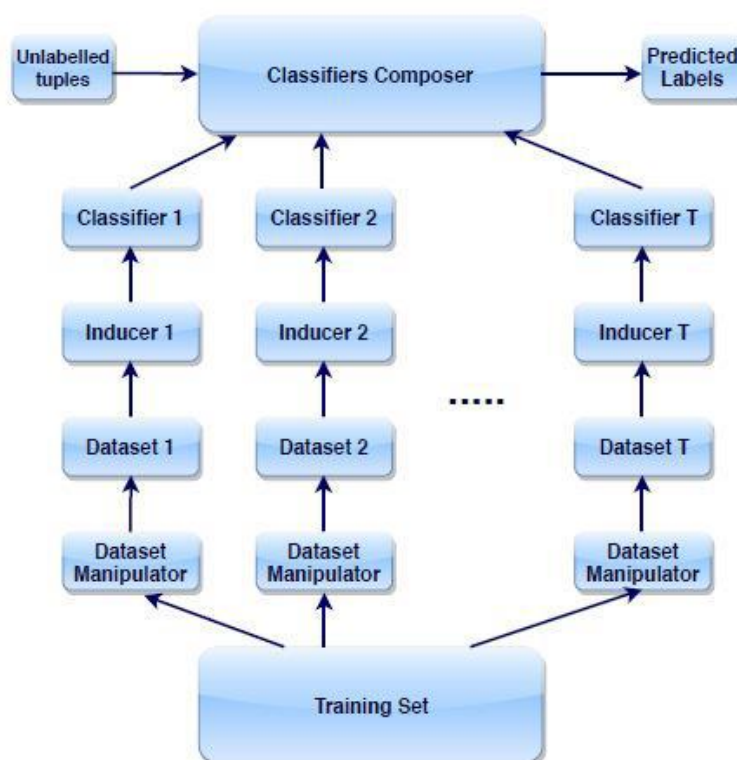 Unlabelled
tuples
Classifiers Composer
Predicted
Labels
Classifier 1
Classifier 2
Classifier T
Inducer 1
Inducer 2
Inducer T
.....
Dataset 1
Dataset 2
Dataset T
Dataset
Manipulator
Dataset
Manipulator
Dataset
Manipulator
Training Set